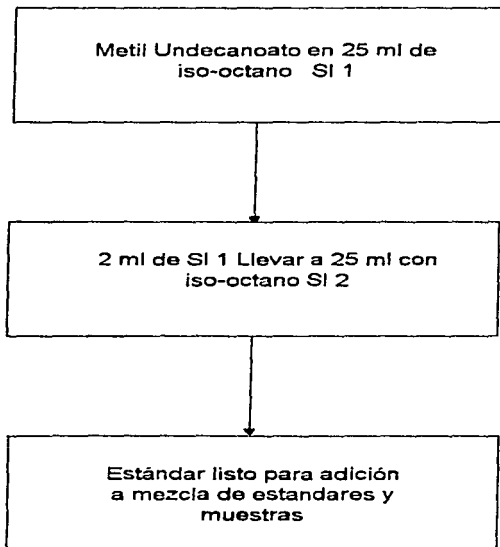 Metil Undecanoato en 25 ml de
iso-octano SI 1
2 ml de SI 1 Llevar a 25 ml con
iso-octano SI 2
Estándar listo para adición
a mezcla de estandares y
muestras